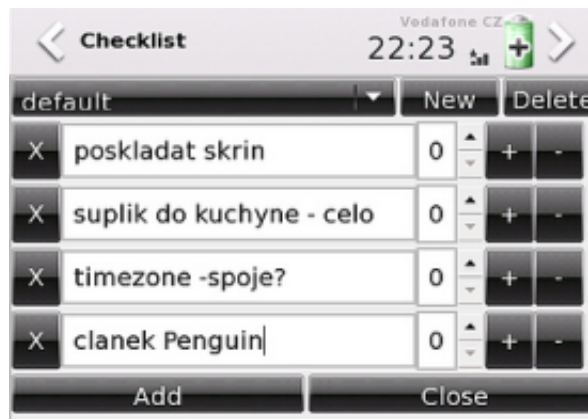 Vodafone CZ
Checklist 22:23
default New Delete
X poskladat skrin 0 + -
X suplik do kuchyne - celo 0 + -
X timezone -spoje? 0 + -
X clanek Penguin 0 + -
Add Close